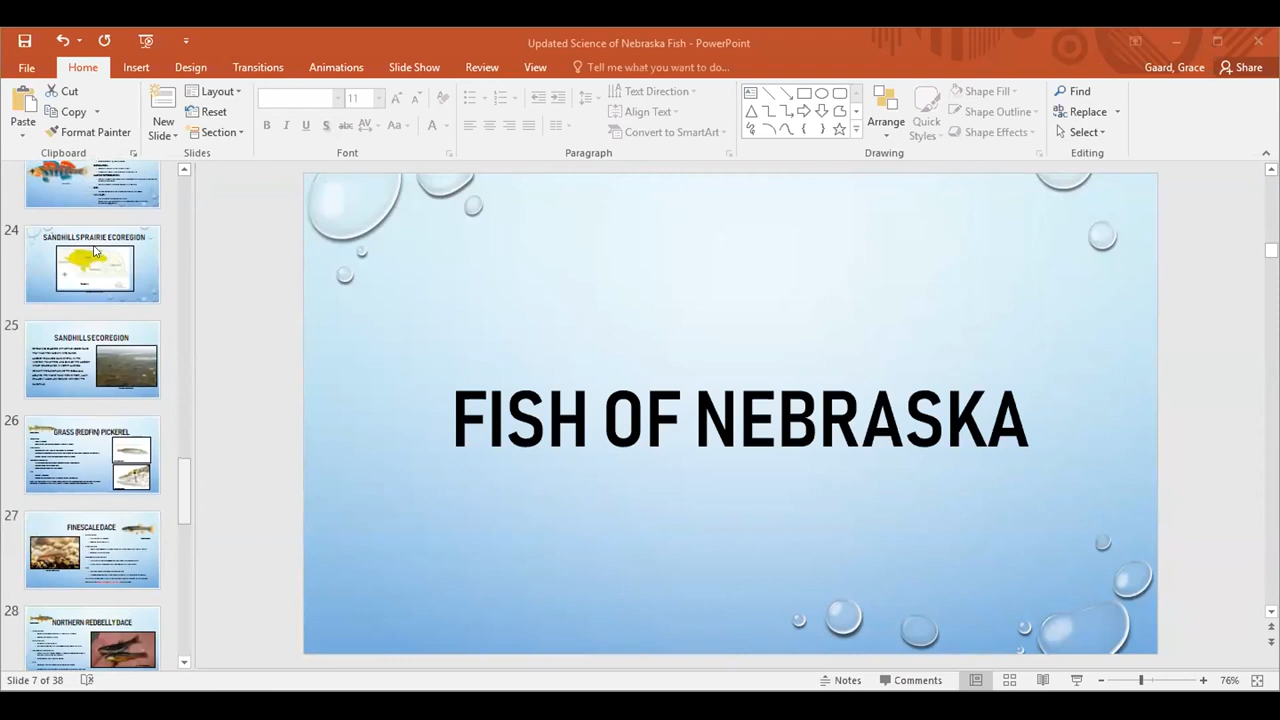 Updated Science of Nebraska Fish - PowerPoint
File Home Insert Design Transitions Animations Slide Show Review View Tell me what you want to do... Gaard, Grace Share
Paste
Cut
Copy
Format Painter
Clipboard
New
Slide
Layout
Reset
Section
Slides
11
B I U S abc AV Aa A
Font
Text Direction
Align Text
Convert to SmartArt
Paragraph
Arrange
Quick
Styles
Shape Fill
Shape Outline
Shape Effects
Drawing
Find
Replace
Select
Editing
24
SANDHILLS PRAIRIE ECOREGION
25
SANDHILLS ECOREGION
26
GRASS (REDFIN) PICKEREL
27
FINESCALE DACE
28
NORTHERN REDBELLY DACE
FISH OF NEBRASKA
Slide 7 of 38 Notes Comments 76%